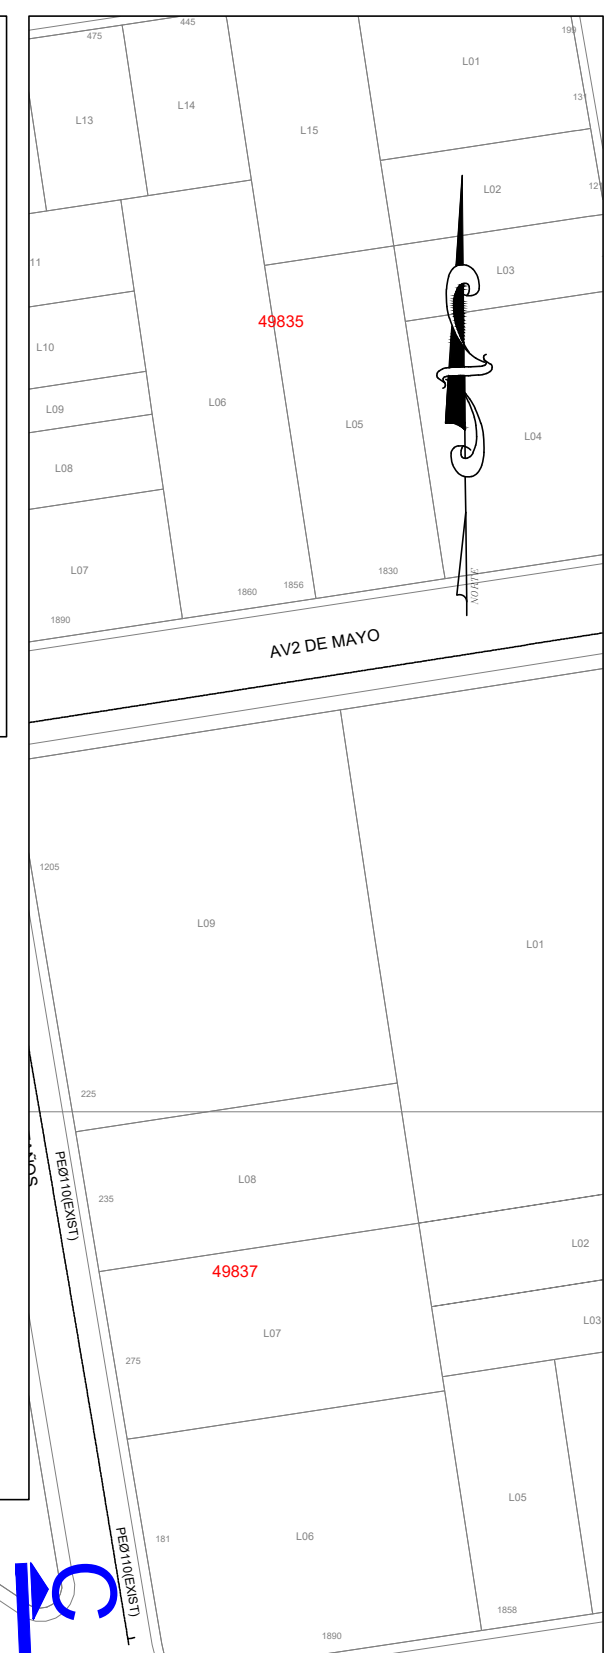 445
475
199
L01
L14
L13
131
L15
L02
12
11
L03
49835
L10
L06
L09
L05
L04
L08
L07
1830
1856
NORTE
1860
1890
AV2 DE MAYO
1205
L09
L01
225
PEØ110(EXIST)
L08
235
L02
49837
L03
L07
275
L05
L06
181
PEØ110(EXIST)
C
1858
1890